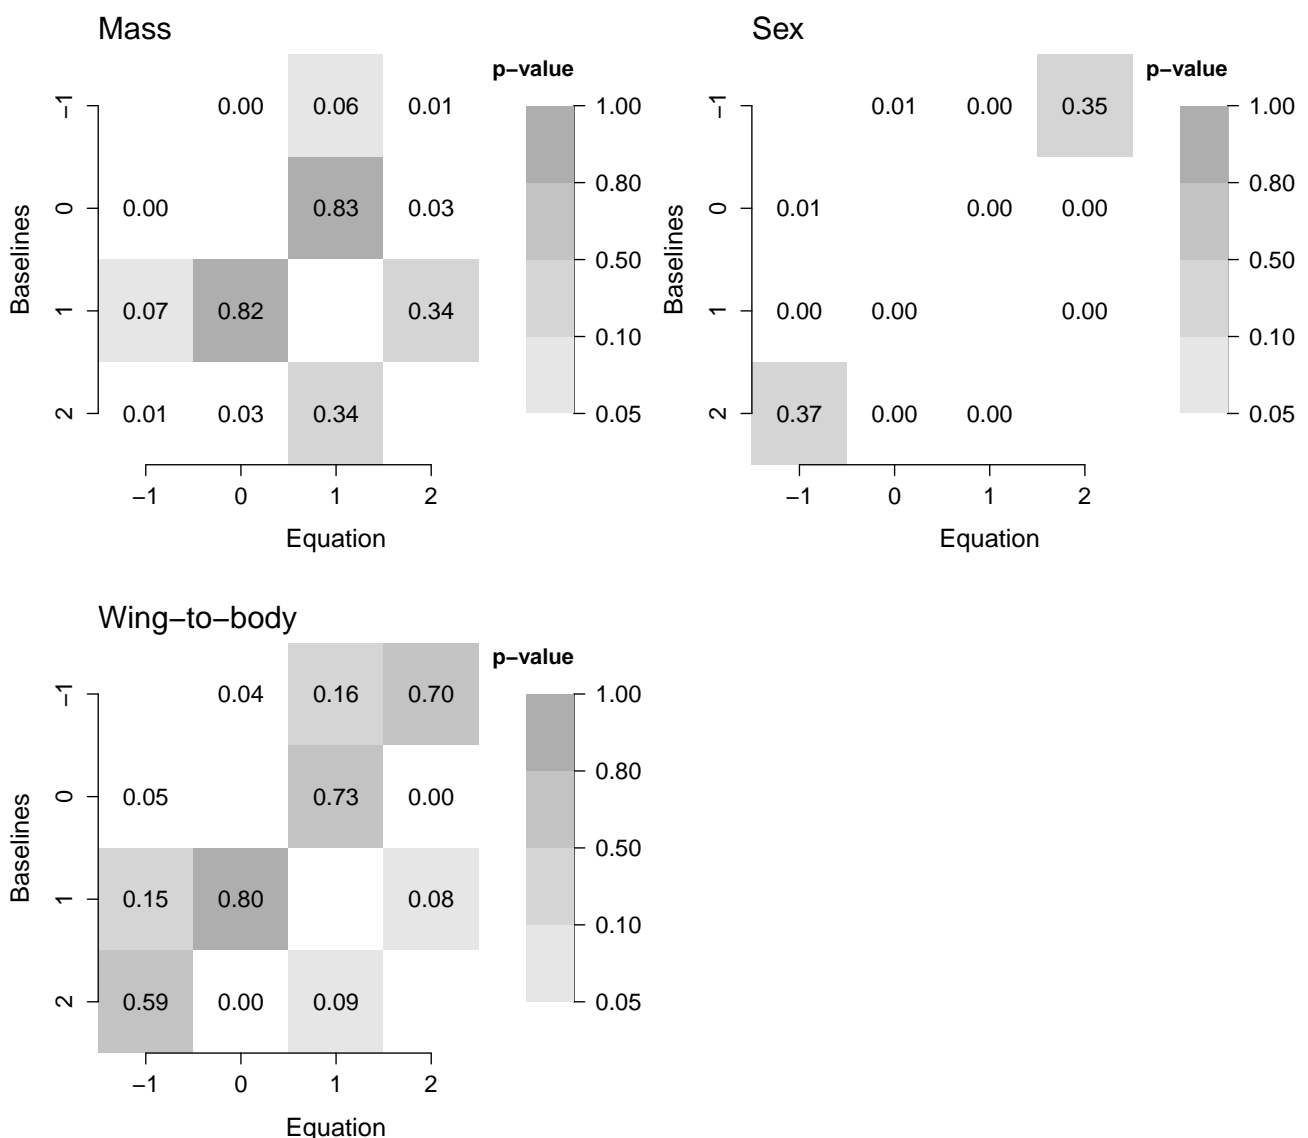 Mass
p−value
−1 0.00 0.06 0.01 1.00
0.80
0 0.00 0.83 0.03
Baselines
0.50
1 0.07 0.82 0.34
0.10
2 0.01 0.03 0.34 0.05
−1 0 1 2
Equation
Sex
p−value
−1 0.01 0.00 0.35 1.00
0.80
0 0.01 0.00 0.00
Baselines
0.50
1 0.00 0.00 0.00
0.10
2 0.37 0.00 0.00 0.05
−1 0 1 2
Equation
Wing−to−body
p−value
−1 0.04 0.16 0.70 1.00
0.80
0 0.05 0.73 0.00
Baselines
0.50
1 0.15 0.80 0.08
0.10
2 0.59 0.00 0.09 0.05
−1 0 1 2
Equation